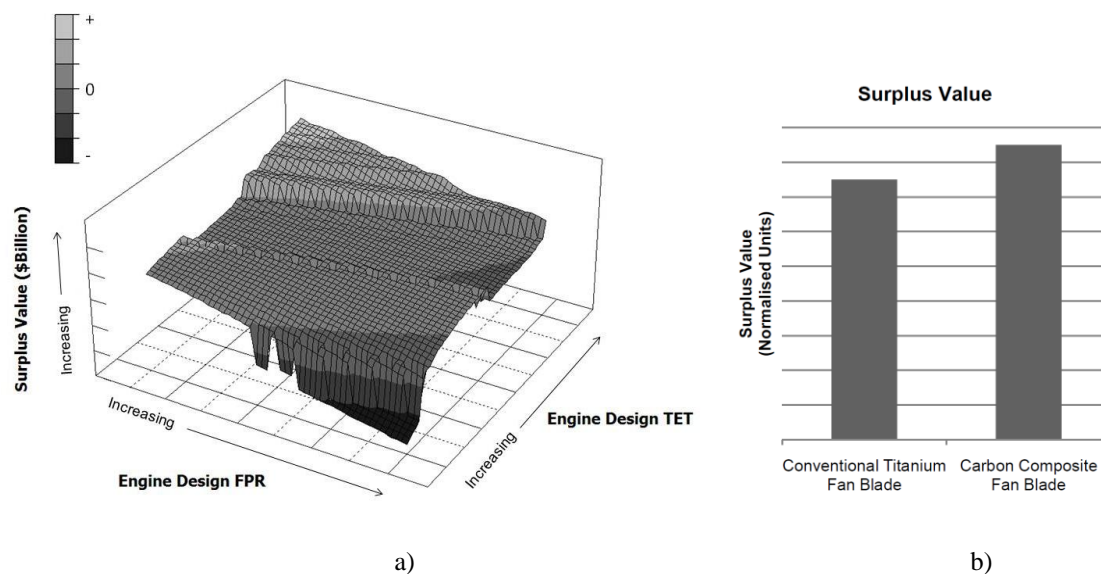 +
0
-
Surplus Value ($Billion)
Increasing
Increasing
Engine Design FPR
Increasing
Engine Design TET
a)
Surplus Value
Surplus Value
(Normalised Units)
Conventional Titanium
Fan Blade
Carbon Composite
Fan Blade
b)